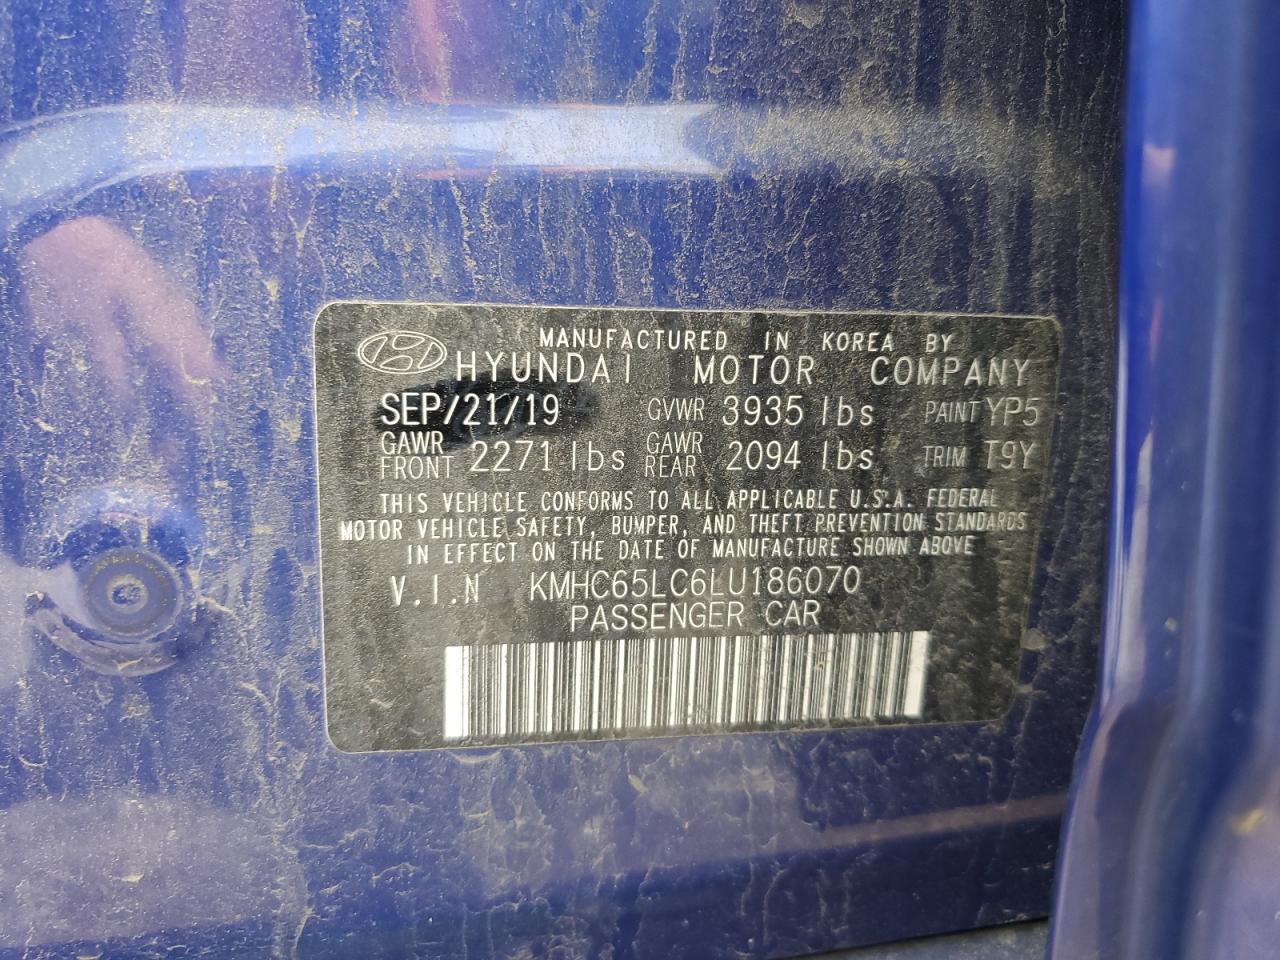 MANUFACTURED IN KOREA BY
HYUNDAI MOTOR COMPANY
SEP/21/19 GVWR 3935 lbs PAINT YP5
GAWR FRONT 2271 lbs GAWR REAR 2094 lbs TRIM T9Y
THIS VEHICLE CONFORMS TO ALL APPLICABLE U.S.A. FEDERAL
MOTOR VEHICLE SAFETY, BUMPER, AND THEFT PREVENTION STANDARDS
IN EFFECT ON THE DATE OF MANUFACTURE SHOWN ABOVE
V.I.N KMHC65LC6LU186070
PASSENGER CAR